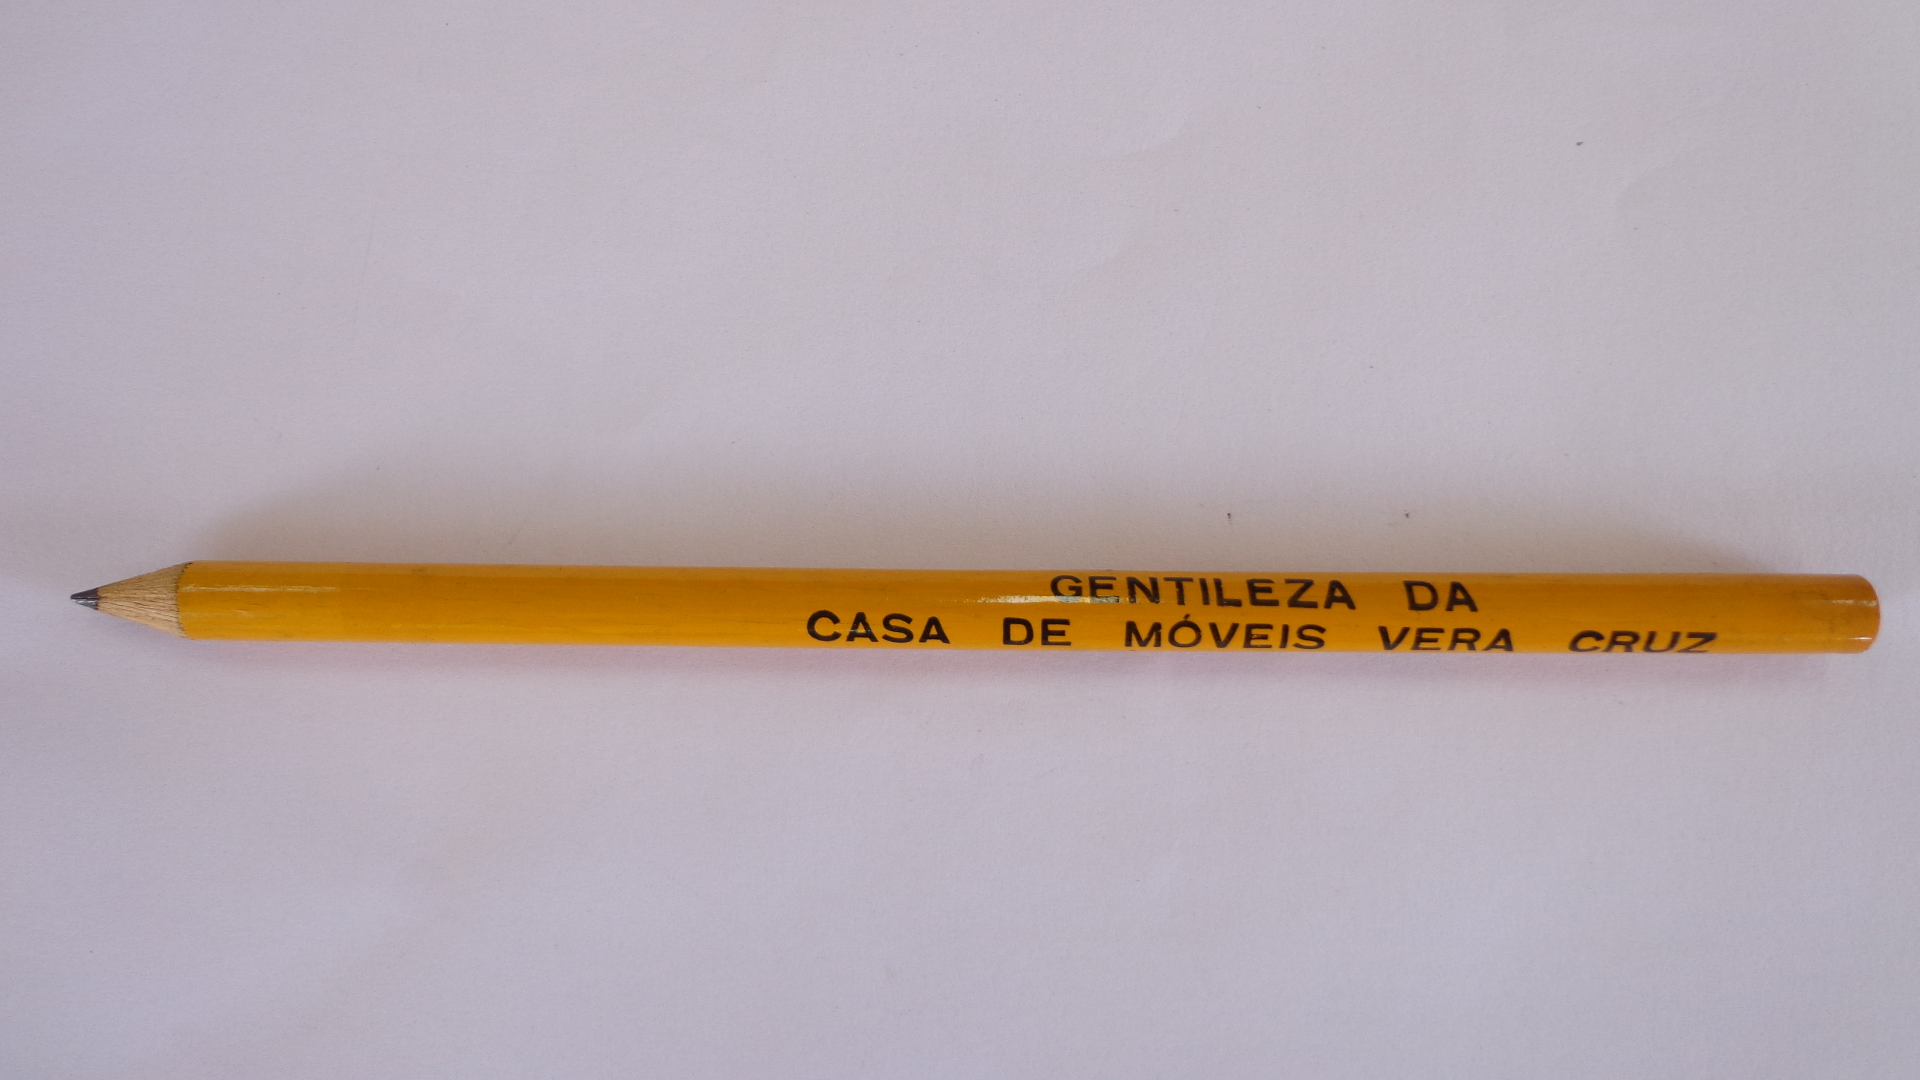 GENTILEZA DA
CASA DE MÓVEIS VERA CRUZ